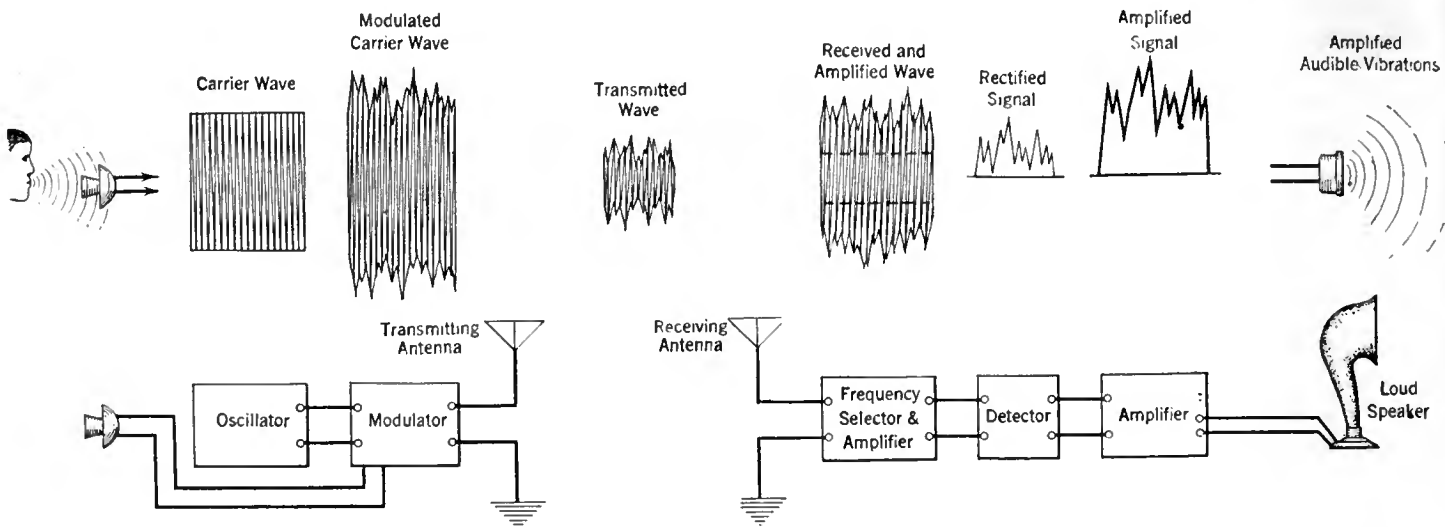 Carrier Wave
Modulated
Carrier Wave
Transmitted
Wave
Received and
Amplified Wave
Rectified
Signal
Amplified
Signal
Amplified
Audible Vibrations
Transmitting
Antenna
Receiving
Antenna
Oscillator
Modulator
Frequency
Selector &
Amplifier
Detector
Amplifier
Loud
Speaker